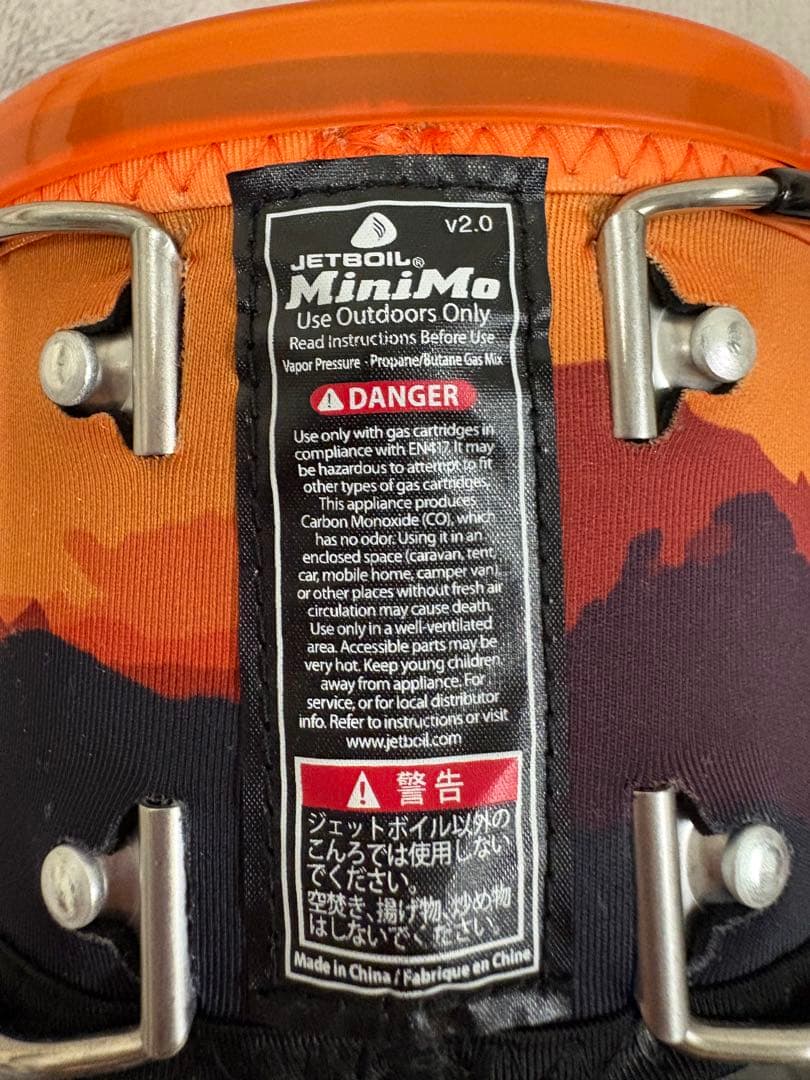 v2.0
JETBOIL®
MiniMo
Use Outdoors Only
Read Instructions Before Use
Vapor Pressure - Propane/Butane Gas Mix
DANGER
Use only with gas cartridges in
compliance with EN417. It may
be hazardous to attempt to fit
other types of gas cartridges.
This appliance produces
Carbon Monoxide (CO), which
has no odor. Using it in an
enclosed space (caravan, tent,
car, mobile home, camper van)
or other places without fresh air
circulation may cause death.
Use only in a well-ventilated
area. Accessible parts may be
very hot. Keep young children
away from appliance. For
service, or for local distributor
info. Refer to instructions or visit
www.jetboil.com
警告
ジェットボイル以外の
こんろでは使用しない
でください。
空焚き、揚げ物、炒め物
はしないでください。
Made in China / Fabrique en Chine